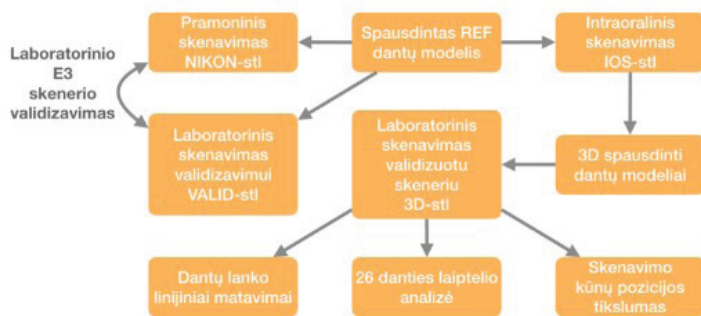 Laboratorinio
E3
skenerio
validizavimas
Pramoninis
skenavimas
NIKON-stl
Spausdintas REF
dantų modelis
Intraoralinis
skenavimas
IOS-stl
Laboratorinis
skenavimas
validizavimui
VALID-stl
Laboratorinis
skenavimas
validizuotu
skeneriu
3D-stl
3D spausdinti
dantų modeliai
Dantų lanko
linijiniai matavimai
26 danties laiptelio
analizė
Skenavimo
kūnų pozicijos
tikslumas